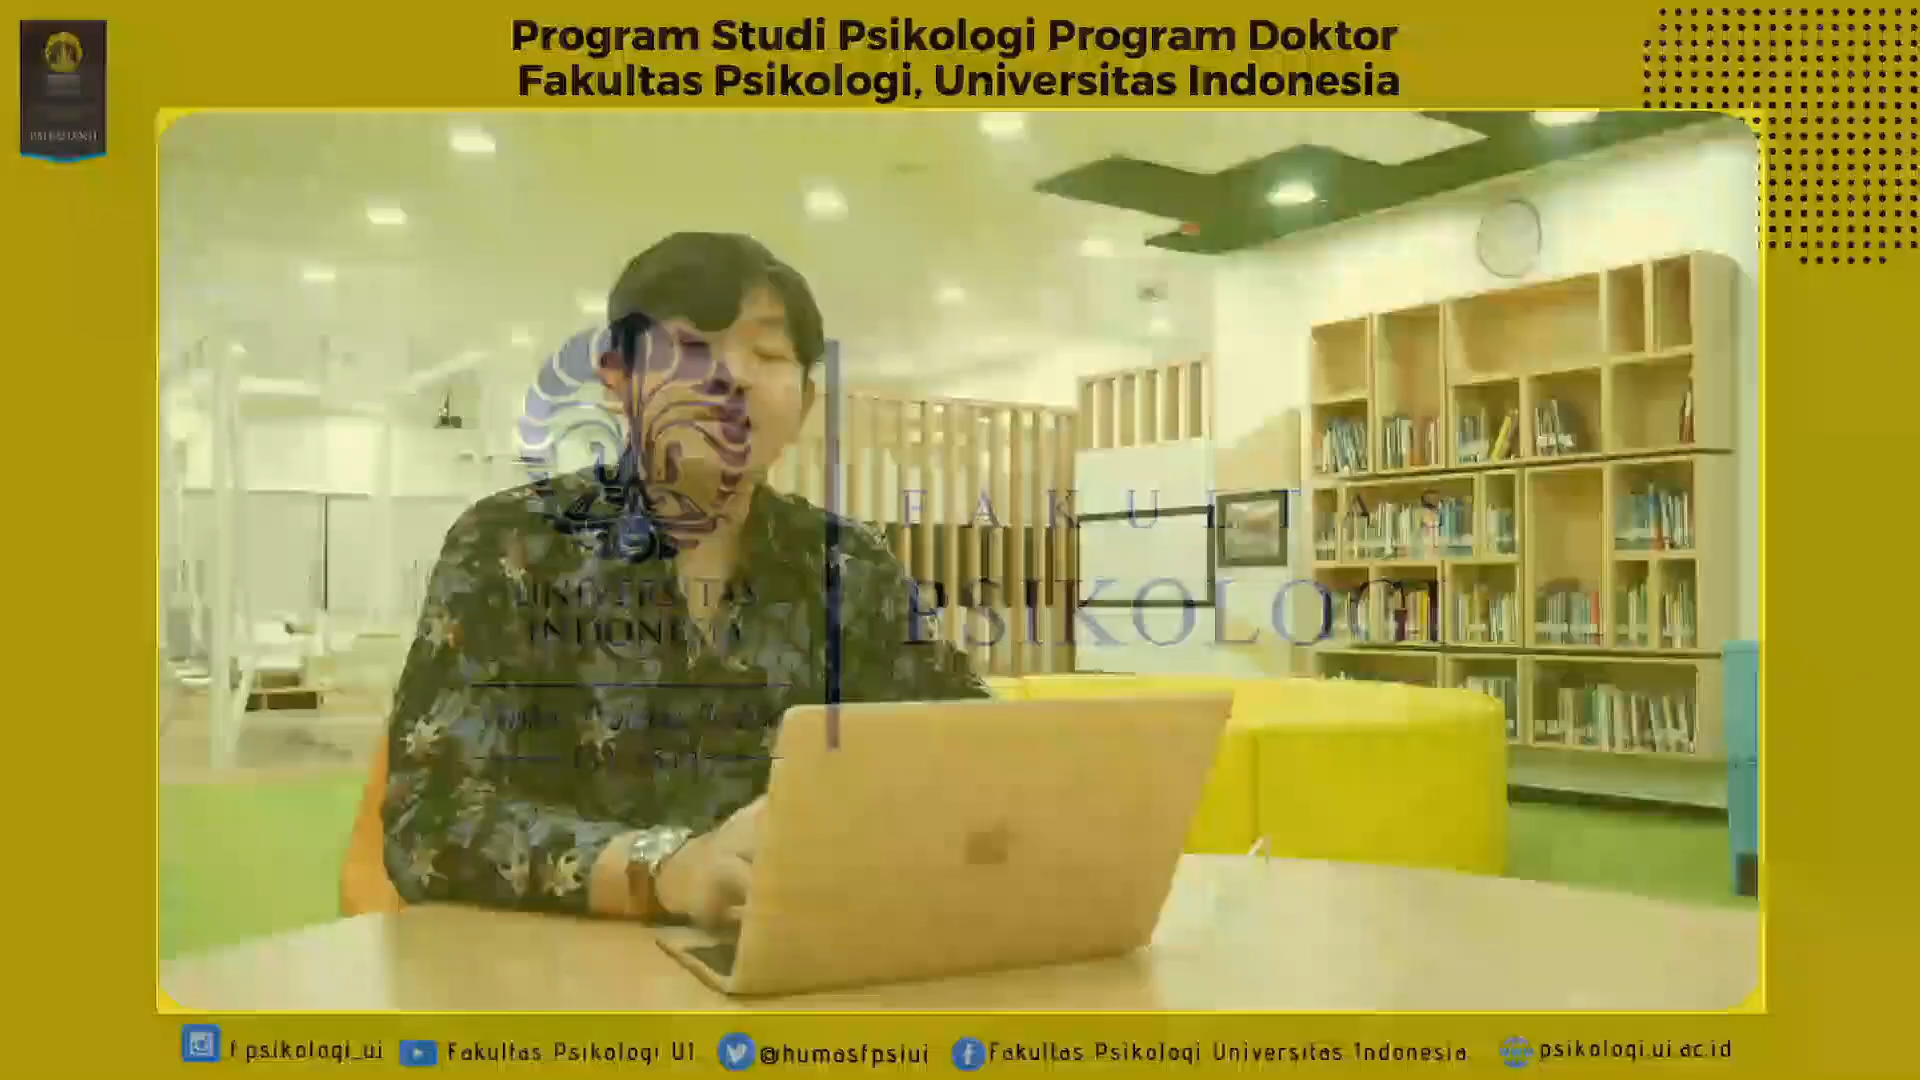 Program Studi Psikologi Program Doktor
Fakultas Psikologi, Universitas Indonesia
PSIKOLOGI
FAKULTAS
PSIKOLOGI
UNIVERSITAS
INDONESIA
f.psikologi_ui
Fakultas Psikologi UI
@humasfpsiui
Fakultas Psikologi Universitas Indonesia
psikologi.ui.ac.id